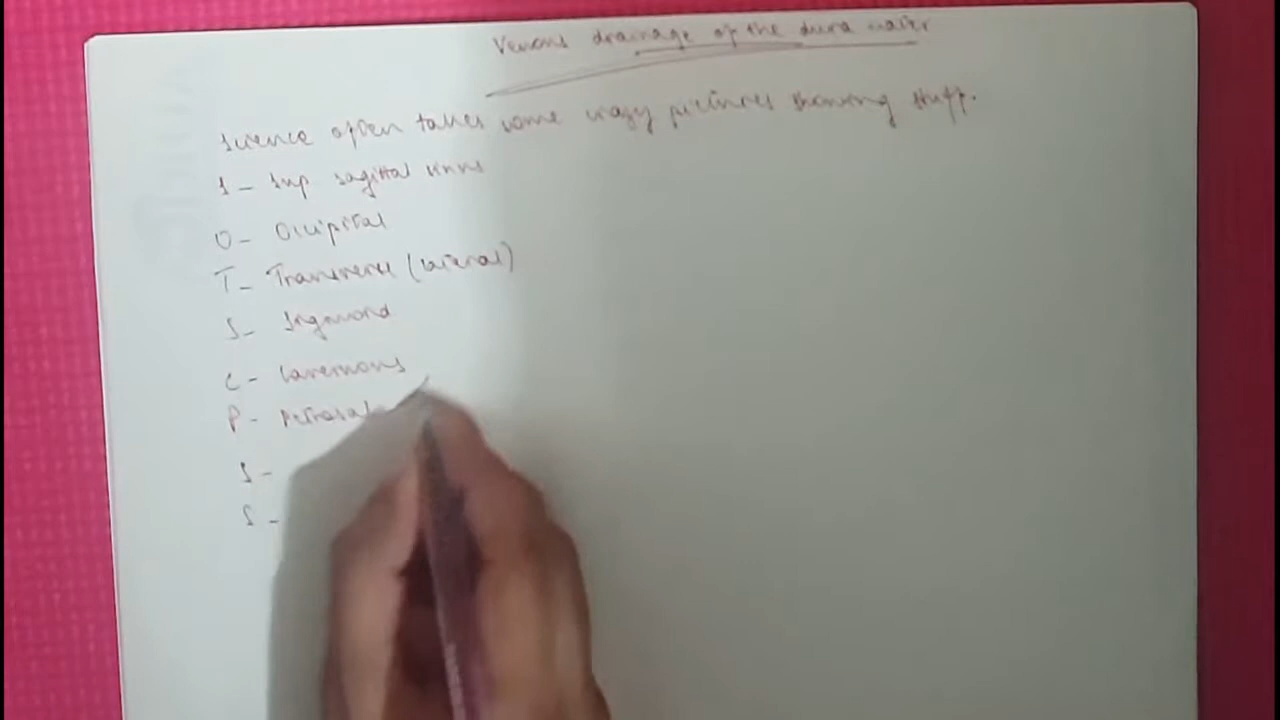 Venous drainage of the dura mater
Science often takes some crazy pictures showing stuff.
S - Sup sagittal sinus
O - Occipital
T - Transverse (lateral)
S - Sigmoid
C - Cavernous
P - Petrosal
S -
S -